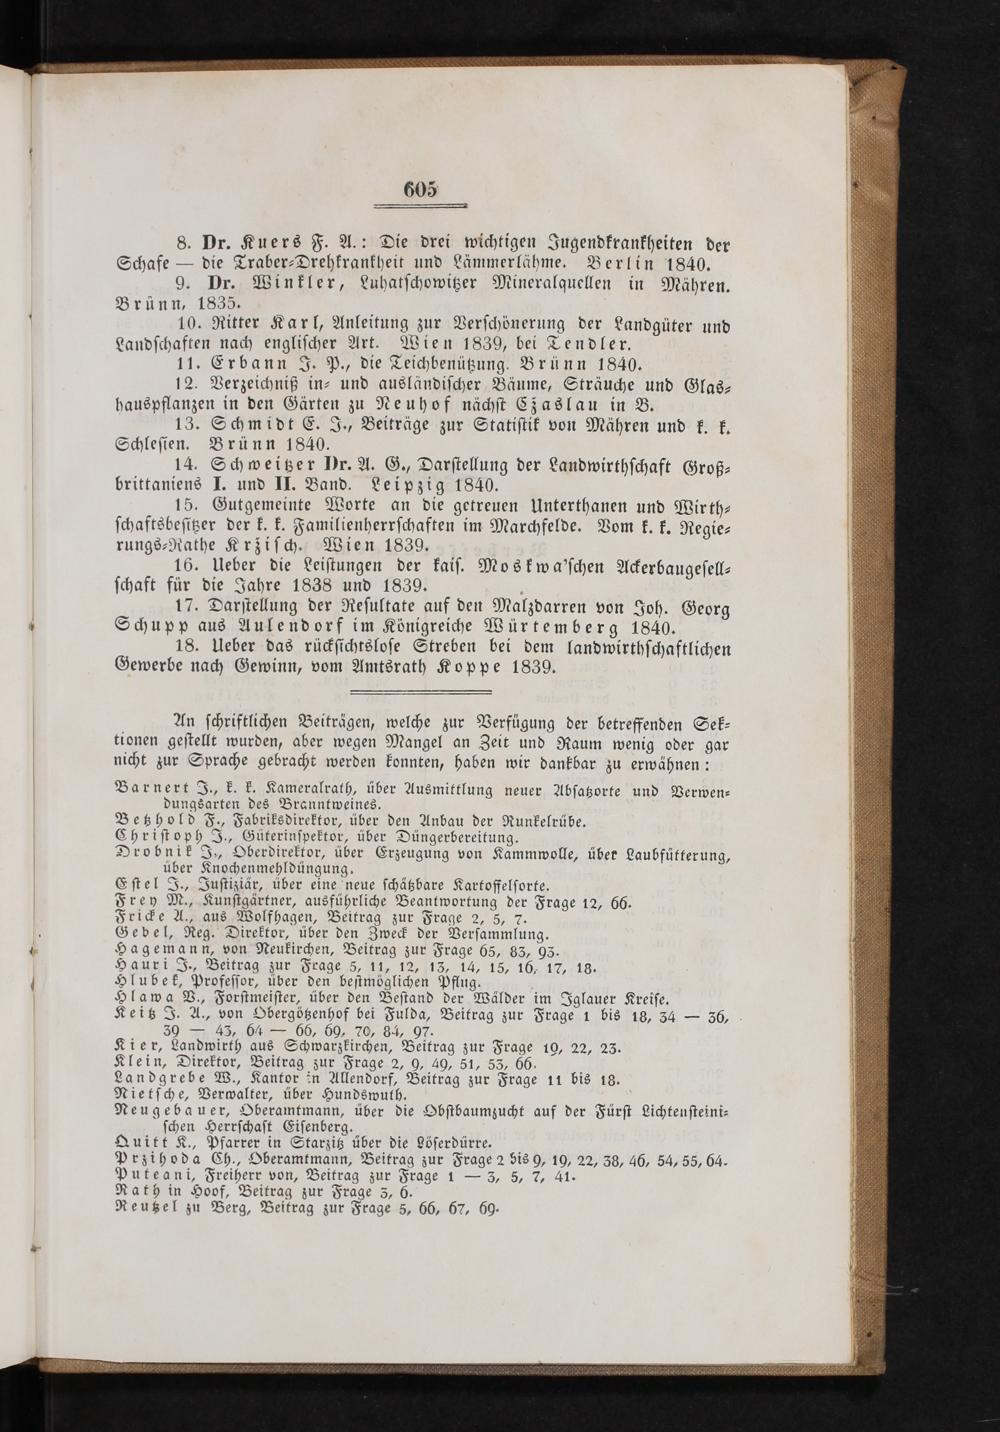 605
8. Dr. Kuers F. A.: Die drei wichtigen Jugendkrankheiten der
Schafe — die Traber-Drehkrankheit und Lämmerlähme. Berlin 1840.
9. Dr. Winkler, Luhatschowitzer Mineralquellen in Mähren.
Brünn, 1835.
10. Ritter Karl, Anleitung zur Verschönerung der Landgüter und
Landschaften nach englischer Art. Wien 1839, bei Tendler.
11. Erbann J. P., die Teichbenützung. Brünn 1840.
12. Verzeichniß in- und ausländischer Bäume, Sträuche und Glas-
hauspflanzen in den Gärten zu Neuhof nächst Czaslau in B.
13. Schmidt E. J., Beiträge zur Statistik von Mähren und k. k.
Schlesien. Brünn 1840.
14. Schweitzer Dr. A. G., Darstellung der Landwirthschaft Groß-
brittaniens I. und II. Band. Leipzig 1840.
15. Gutgemeinte Worte an die getreuen Unterthanen und Wirth-
schaftsbesitzer der k. k. Familienherrschaften im Marchfelde. Vom k. k. Regie-
rungs-Rathe Kržisch. Wien 1839.
16. Ueber die Leistungen der kais. Moskwa'schen Ackerbaugesell-
schaft für die Jahre 1838 und 1839.
17. Darstellung der Resultate auf den Malzdarren von Joh. Georg
Schupp aus Aulendorf im Königreiche Würtemberg 1840.
18. Ueber das rücksichtslose Streben bei dem landwirthschaftlichen
Gewerbe nach Gewinn, vom Amtsrath Koppe 1839.
An schriftlichen Beiträgen, welche zur Verfügung der betreffenden Sek-
tionen gestellt wurden, aber wegen Mangel an Zeit und Raum wenig oder gar
nicht zur Sprache gebracht werden konnten, haben wir dankbar zu erwähnen:
Barnert J., k. k. Kameralrath, über Ausmittlung neuer Absatzorte und Verwen-
dungsarten des Branntweines.
Betzhold F., Fabriksdirektor, über den Anbau der Runkelrübe.
Christoph J., Güterinspektor, über Düngerbereitung.
Drobnik J., Oberdirektor, über Erzeugung von Kammwolle, über Laubfütterung,
über Knochenmehldüngung.
Estel J., Justiziär, über eine neue schätzbare Kartoffelsorte.
Frey M., Kunstgärtner, ausführliche Beantwortung der Frage 12, 66.
Fricke A., aus Wolfhagen, Beitrag zur Frage 2, 5, 7.
Gebel, Reg. Direktor, über den Zweck der Versammlung.
Hagemann, von Neukirchen, Beitrag zur Frage 65, 83, 93.
Hauri J., Beitrag zur Frage 5, 11, 12, 13, 14, 15, 16, 17, 18.
Hlubek, Professor, über den bestmöglichen Pflug.
Hlawa V., Forstmeister, über den Bestand der Wälder im Iglauer Kreise.
Keitz J. A., von Obergötzenhof bei Fulda, Beitrag zur Frage 1 bis 18, 34 — 36,
39 — 43, 64 — 66, 69, 70, 84, 97.
Kier, Landwirth aus Schwarzkirchen, Beitrag zur Frage 19, 22, 23.
Klein, Direktor, Beitrag zur Frage 2, 9, 49, 51, 53, 66.
Landgrebe W., Kantor in Allendorf, Beitrag zur Frage 11 bis 18.
Nietsche, Verwalter, über Hundswuth.
Neugebauer, Oberamtmann, über die Obstbaumzucht auf der Fürst Lichtensteini-
schen Herrschaft Eisenberg.
Quitt K., Pfarrer in Starzitz über die Löserdürre.
Przihoda Ch., Oberamtmann, Beitrag zur Frage 2 bis 9, 19, 22, 38, 46, 54, 55, 64.
Puteani, Freiherr von, Beitrag zur Frage 1 — 3, 5, 7, 41.
Rath in Hoof, Beitrag zur Frage 3, 6.
Reutzel zu Berg, Beitrag zur Frage 5, 66, 67, 69.